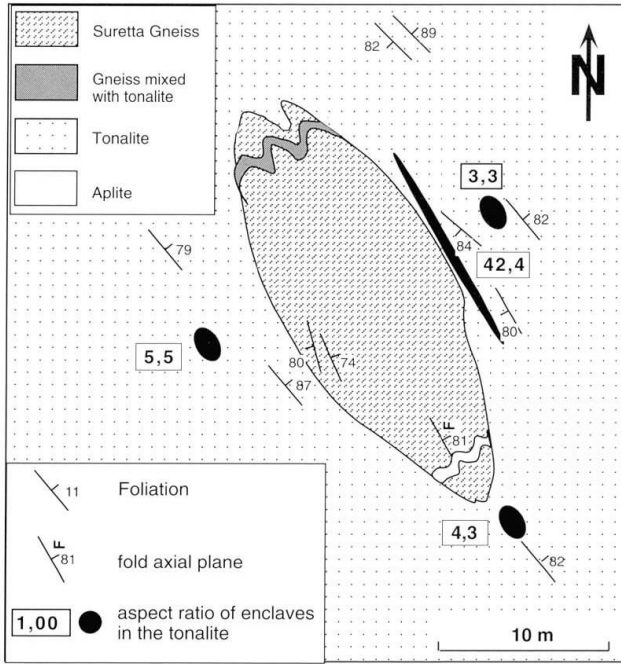 Suretta Gneiss
Gneiss mixed
with tonalite
Tonalite
Aplite
89
82
N
3,3
82
84
42,4
79
80
5,5
80
74
87
F
81
4,3
82
11
Foliation
F
81
fold axial plane
1,00
aspect ratio of enclaves
in the tonalite
10 m